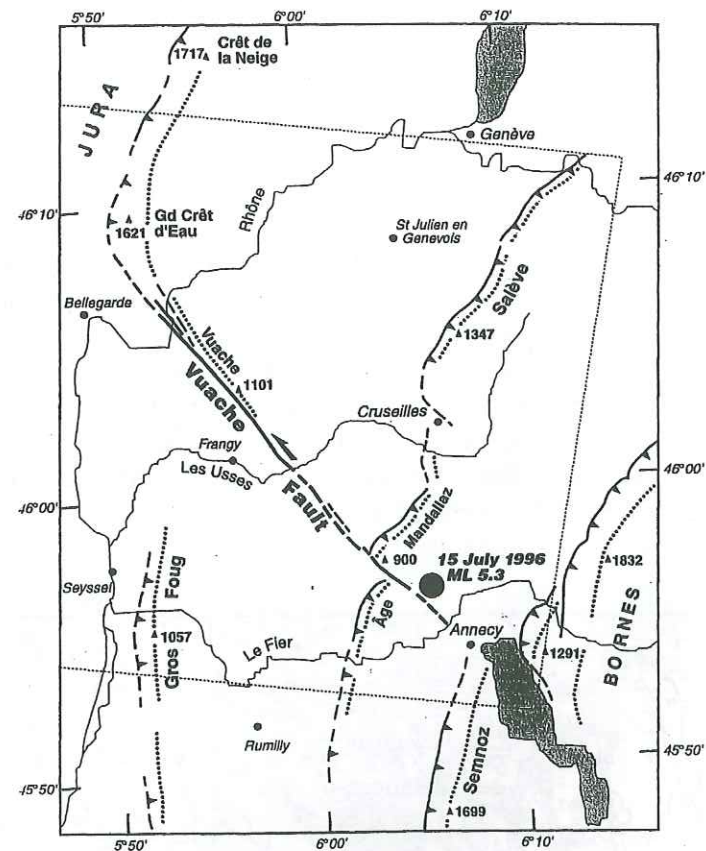 5°50' 6°00' 6°10'
1717
Crêt de
la Neige
JURA
Genève
46°10'
46°10'
Rhône
Gd Crêt
d'Eau
1621
St Julien en
Genevois
Bellegarde
Salève
1347
Vuache
1101
Vuache
Cruseilles
Frangy
Les Usses
Fault
46°00'
46°00'
Mandallaz
900
15 July 1996
ML 5.3
1832
Seyssel
Foug
Gros
1057
Âge
Annecy
BORNES
Le Fier
1291
Rumilly
Semnoz
1699
45°50'
45°50'
5°50' 6°00' 6°10'